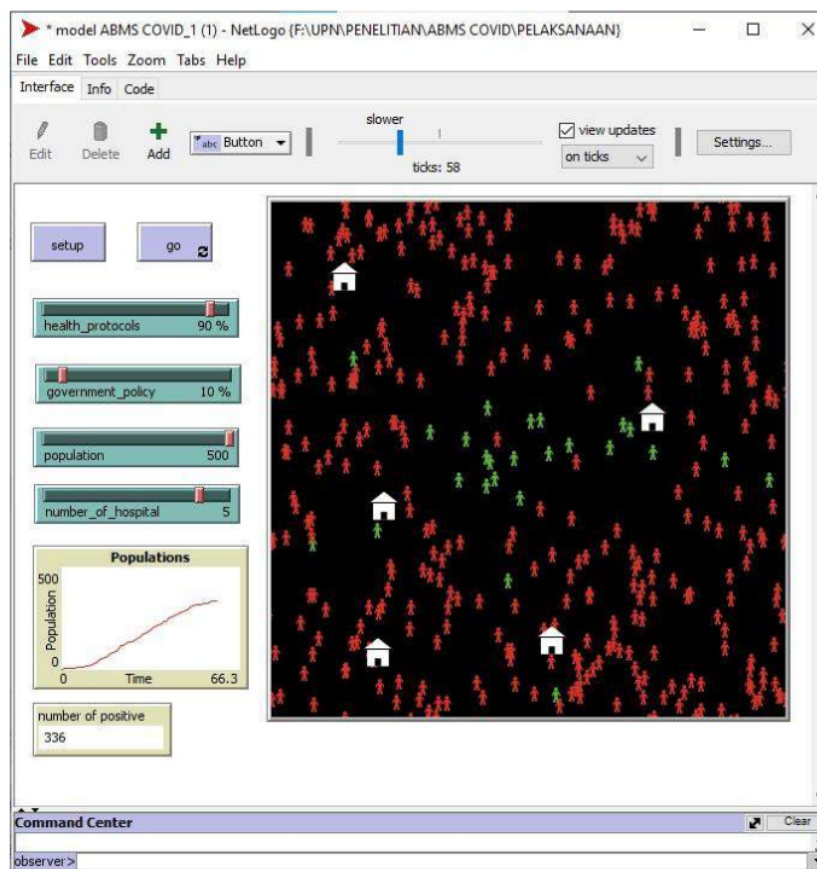 * model ABMS COVID_1 (1) - NetLogo {F:\UPN\PENELITIAN\ABMS COVID\PELAKSANAAN}
File Edit Tools Zoom Tabs Help
Interface Info Code
slower
Edit Delete Add abc Button ticks: 58 view updates on ticks Settings...
setup go
health_protocols 90 %
government_policy 10 %
population 500
number_of_hospital 5
Populations
500
Population
0
0 Time 66.3
number of positive
336
Command Center Clear
observer>